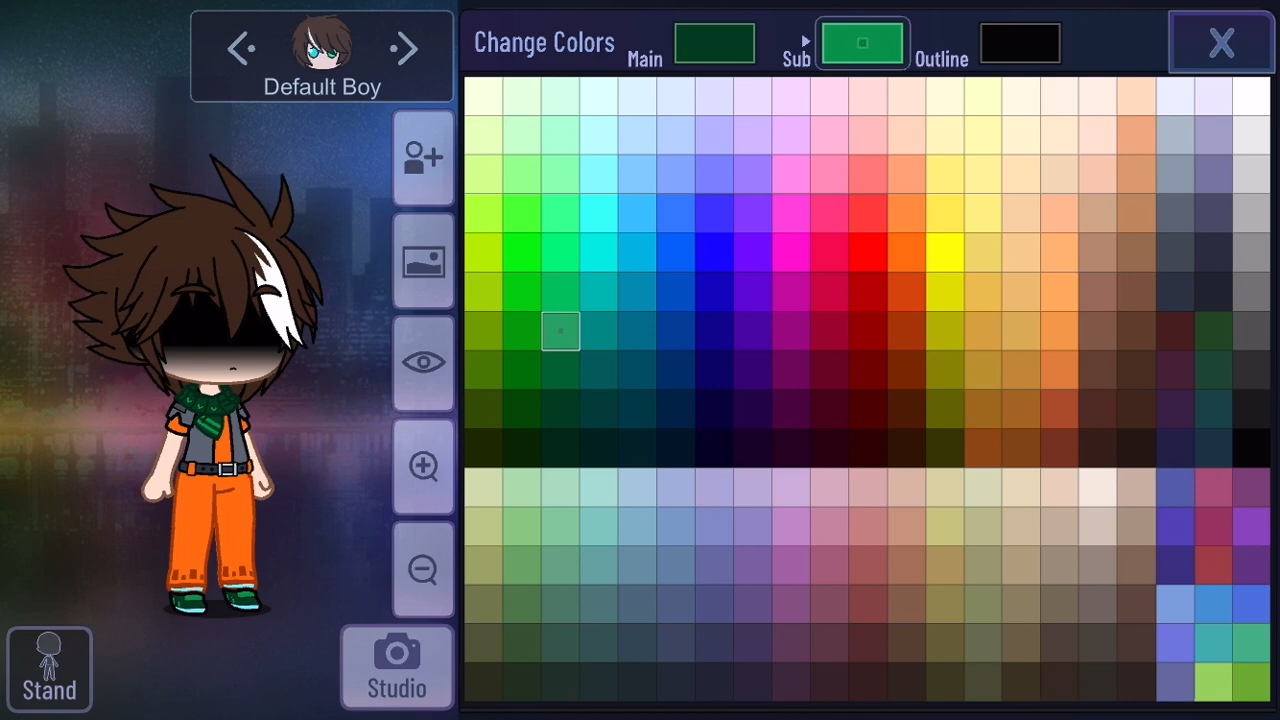 Default Boy
Change Colors
Main
Sub
Outline
Stand
Studio